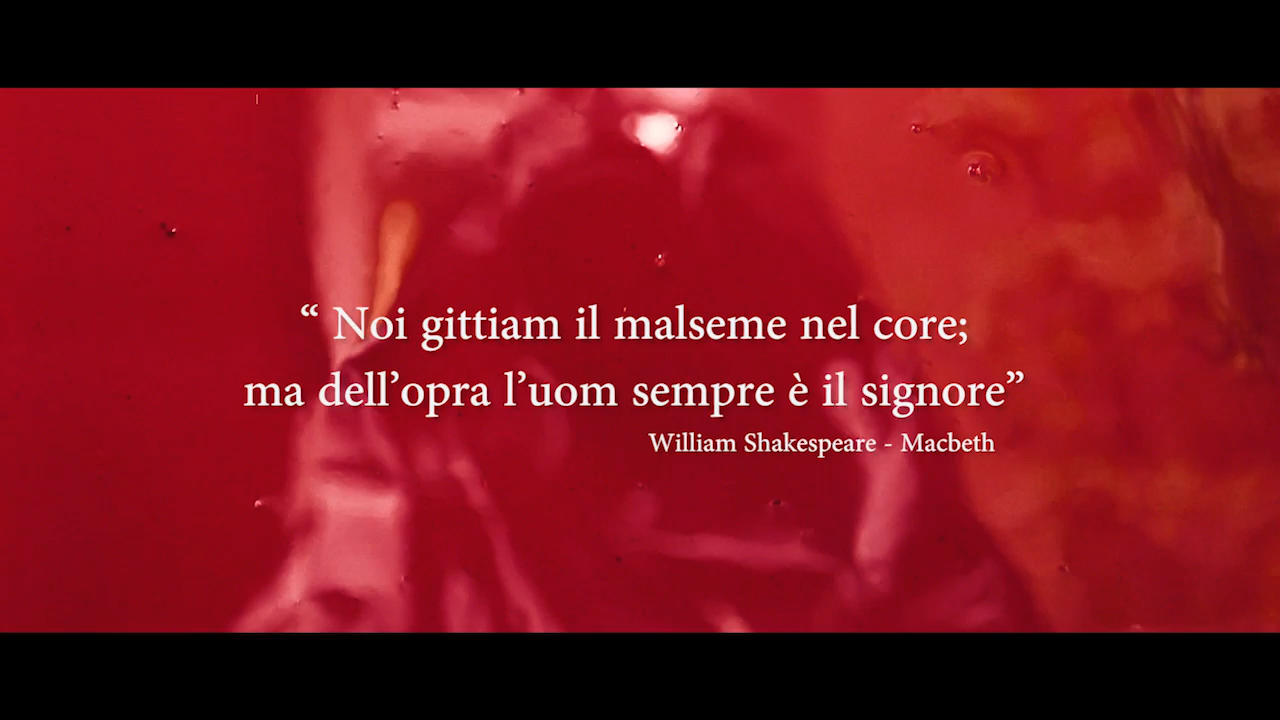 “ Noi gittiam il malseme nel core;
ma dell’opra l’uom sempre è il signore”
William Shakespeare - Macbeth